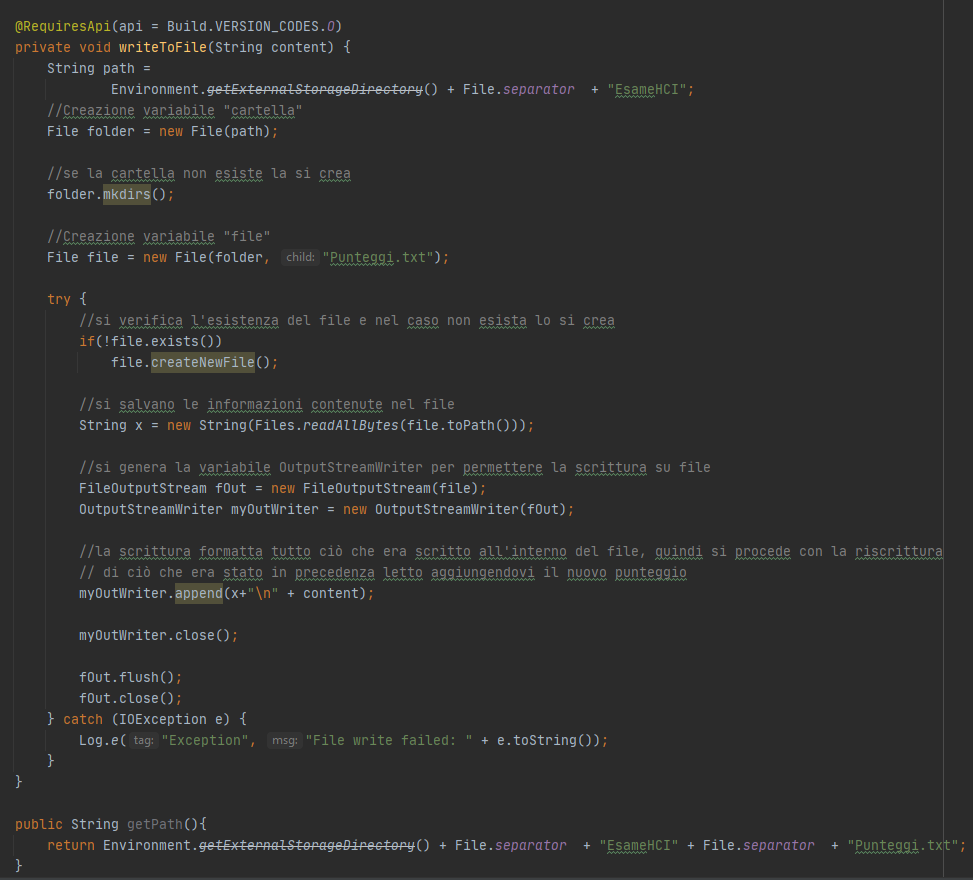 @RequiresApi(api = Build.VERSION_CODES.O)
private void writeToFile(String content) {
    String path =
            Environment.getExternalStorageDirectory() + File.separator  + "EsameHCI";
    //Creazione variabile "cartella"
    File folder = new File(path);

    //se la cartella non esiste la si crea
    folder.mkdirs();

    //Creazione variabile "file"
    File file = new File(folder, child: "Punteggi.txt");

    try {
        //si verifica l'esistenza del file e nel caso non esista lo si crea
        if(!file.exists())
            file.createNewFile();

        //si salvano le informazioni contenute nel file
        String x = new String(Files.readAllBytes(file.toPath()));

        //si genera la variabile OutputStreamWriter per permettere la scrittura su file
        FileOutputStream fOut = new FileOutputStream(file);
        OutputStreamWriter myOutWriter = new OutputStreamWriter(fOut);

        //la scrittura formatta tutto ciò che era scritto all'interno del file, quindi si procede con la riscrittura
        // di ciò che era stato in precedenza letto aggiungendovi il nuovo punteggio
        myOutWriter.append(x+"\n" + content);

        myOutWriter.close();

        fOut.flush();
        fOut.close();
    } catch (IOException e) {
        Log.e( tag: "Exception",  msg: "File write failed: " + e.toString());
    }
}

public String getPath(){
    return Environment.getExternalStorageDirectory() + File.separator  + "EsameHCI" + File.separator  + "Punteggi.txt";
}